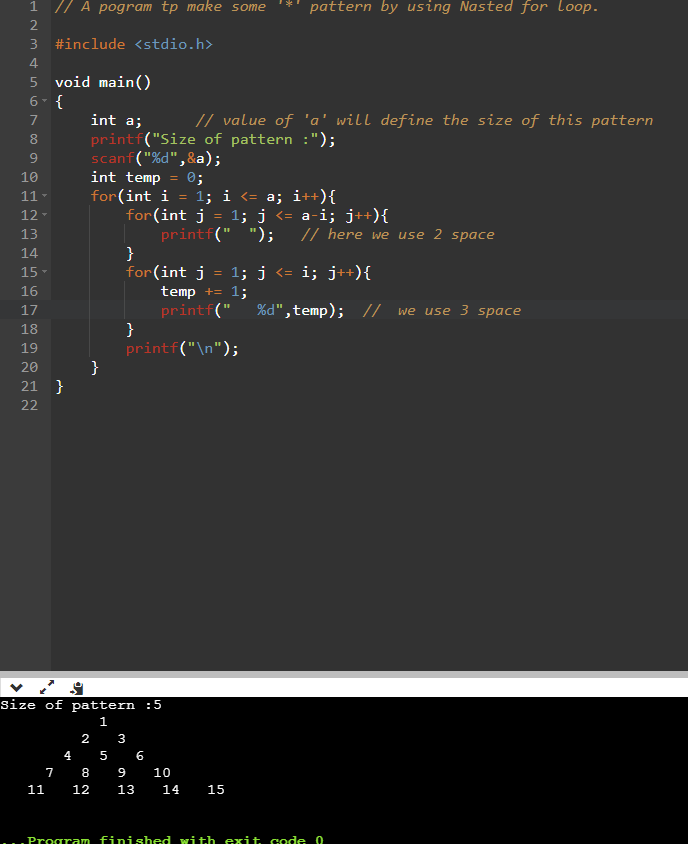 1 // A pogram tp make some '*' pattern by using Nasted for loop.
2
3 #include <stdio.h>
4
5 void main()
6 {
7     int a;      // value of 'a' will define the size of this pattern
8     printf("Size of pattern :");
9     scanf("%d",&a);
10     int temp = 0;
11     for(int i = 1; i <= a; i++){
12         for(int j = 1; j <= a-i; j++){
13             printf("  ");   // here we use 2 space
14         }
15         for(int j = 1; j <= i; j++){
16             temp += 1;
17             printf("   %d",temp);  //  we use 3 space
18         }
19         printf("\n");
20     }
21 }
22
Size of pattern :5
           1
         2   3
       4   5   6
     7   8   9   10
   11   12   13   14   15
...Program finished with exit code 0